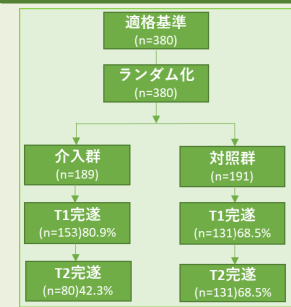 適格基準
(n=380)
ランダム化
(n=380)
介入群
(n=189)
対照群
(n=191)
T1完遂
(n=153)80.9%
T1完遂
(n=131)68.5%
T2完遂
(n=80)42.3%
T2完遂
(n=131)68.5%